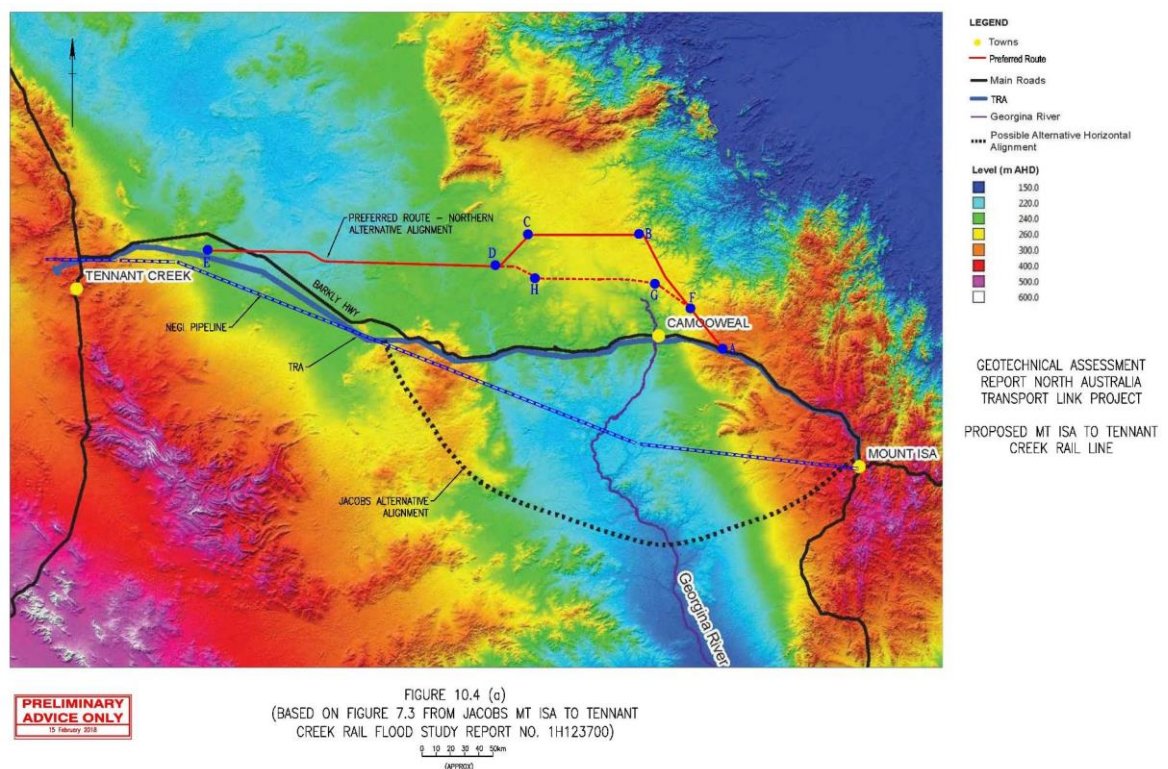 LEGEND
Towns
Preferred Route
Main Roads
TRA
Georgina River
Possible Alternative Horizontal
Alignment
Level (m AHD)
150.0
220.0
240.0
260.0
300.0
400.0
500.0
600.0
PREFERRED ROUTE – NORTHERN
ALTERNATIVE ALIGNMENT
C
B
D
E
H
G
F
A
TENNANT CREEK
BARKLY HWY
NEGI PIPELINE
TRA
CAMOOWEAL
MOUNT ISA
JACOBS ALTERNATIVE
ALIGNMENT
Georgina River
GEOTECHNICAL ASSESSMENT
REPORT NORTH AUSTRALIA
TRANSPORT LINK PROJECT
PROPOSED MT ISA TO TENNANT
CREEK RAIL LINE
PRELIMINARY
ADVICE ONLY
15 February 2018
FIGURE 10.4 (a)
(BASED ON FIGURE 7.3 FROM JACOBS MT ISA TO TENNANT
CREEK RAIL FLOOD STUDY REPORT NO. 1H123700)
0 10 20 30 40 50km
(APPROX)